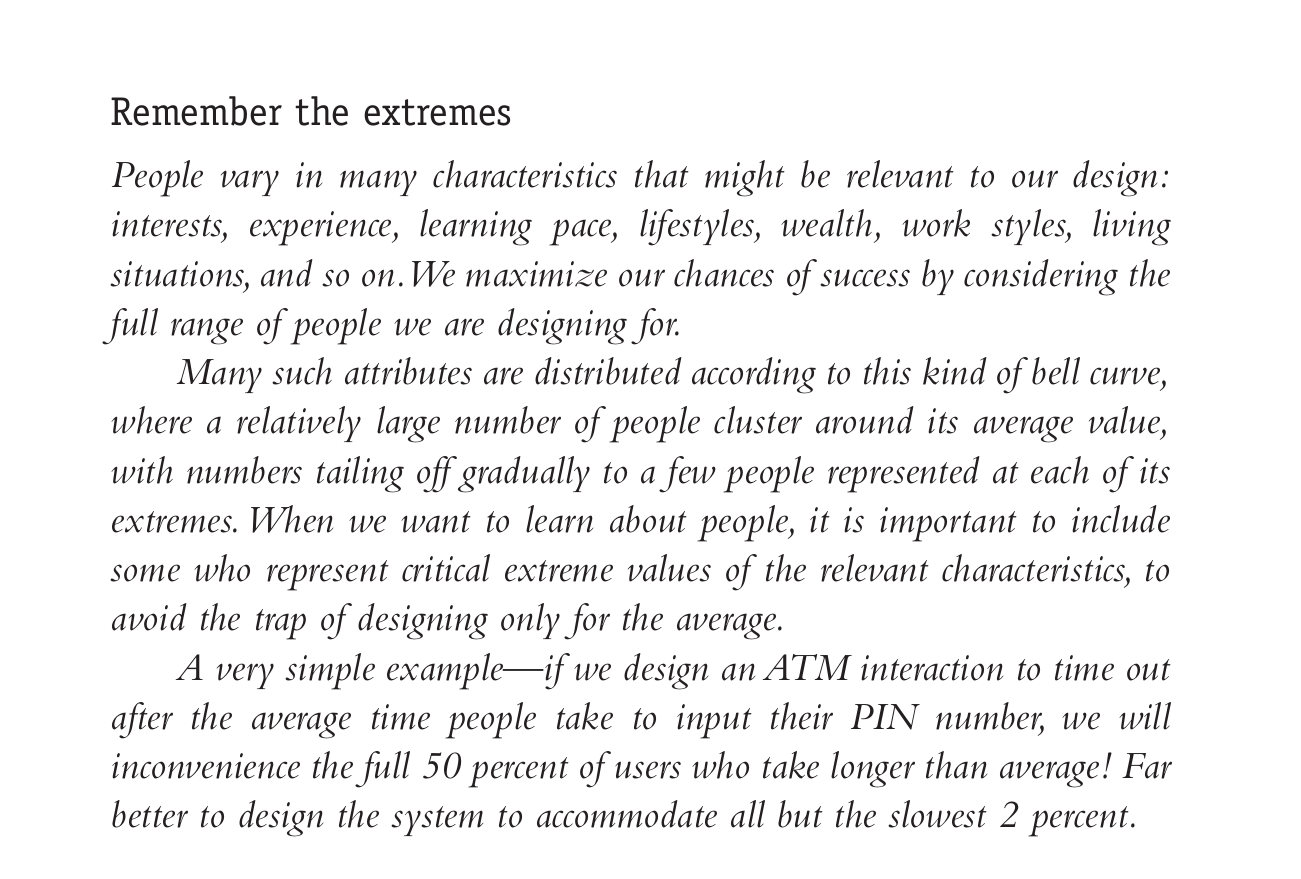 Remember the extremes
People vary in many characteristics that might be relevant to our design:
interests, experience, learning pace, lifestyles, wealth, work styles, living
situations, and so on. We maximize our chances of success by considering the
full range of people we are designing for.
Many such attributes are distributed according to this kind of bell curve,
where a relatively large number of people cluster around its average value,
with numbers tailing off gradually to a few people represented at each of its
extremes. When we want to learn about people, it is important to include
some who represent critical extreme values of the relevant characteristics, to
avoid the trap of designing only for the average.
A very simple example—if we design an ATM interaction to time out
after the average time people take to input their PIN number, we will
inconvenience the full 50 percent of users who take longer than average! Far
better to design the system to accommodate all but the slowest 2 percent.